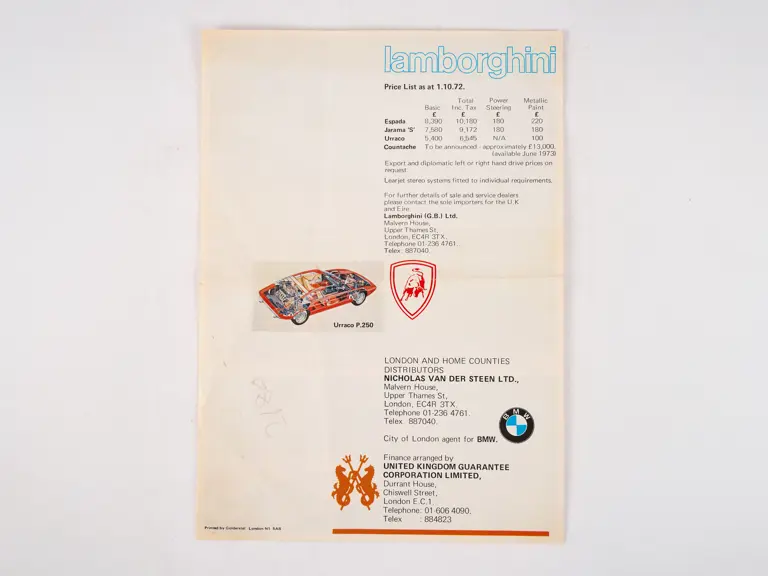 lamborghini
Price List as at 1.10.72.
Total Power Metallic
Basic Inc. Tax Steering Paint
£ £ £ £
Espada 8,390 10,180 180 220
Jarama 'S' 7,580 9,172 180 180
Urraco 5,400 6,545 N/A 100
Countache To be announced - approximately £13,000.
(available June 1973)
Export and diplomatic left or right hand drive prices on
request
Learjet stereo systems fitted to individual requirements.
For further details of sale and service dealers
please contact the sole importers for the U.K
and Eire.
Lamborghini (G.B.) Ltd.
Malvern House,
Upper Thames St,
London, EC4R 3TX.
Telephone 01-236 4761.
Telex: 887040.
Urraco P.250
LONDON AND HOME COUNTIES
DISTRIBUTORS
NICHOLAS VAN DER STEEN LTD.,
Malvern House,
Upper Thames St,
London, EC4R 3TX.
Telephone 01-236 4761.
Telex 887040.
BMW
City of London agent for BMW.
Finance arranged by
UNITED KINGDOM GUARANTEE
CORPORATION LIMITED,
Durrant House,
Chiswell Street,
London E.C.1.
Telephone: 01-606 4090.
Telex : 884823
Printed by London N1